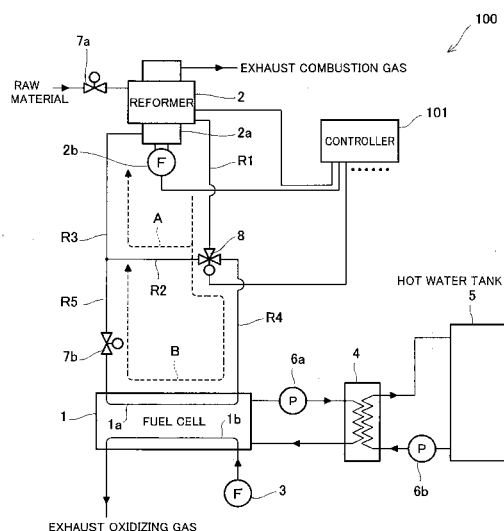 100
7a
EXHAUST COMBUSTION GAS
RAW MATERIAL
REFORMER
2
2a
2b
F
R1
101
CONTROLLER
A
8
R3
R2
R5
R4
HOT WATER TANK
5
7b
B
6a
4
P
1
FUEL CELL
1a
1b
P
6b
F
3
EXHAUST OXIDIZING GAS